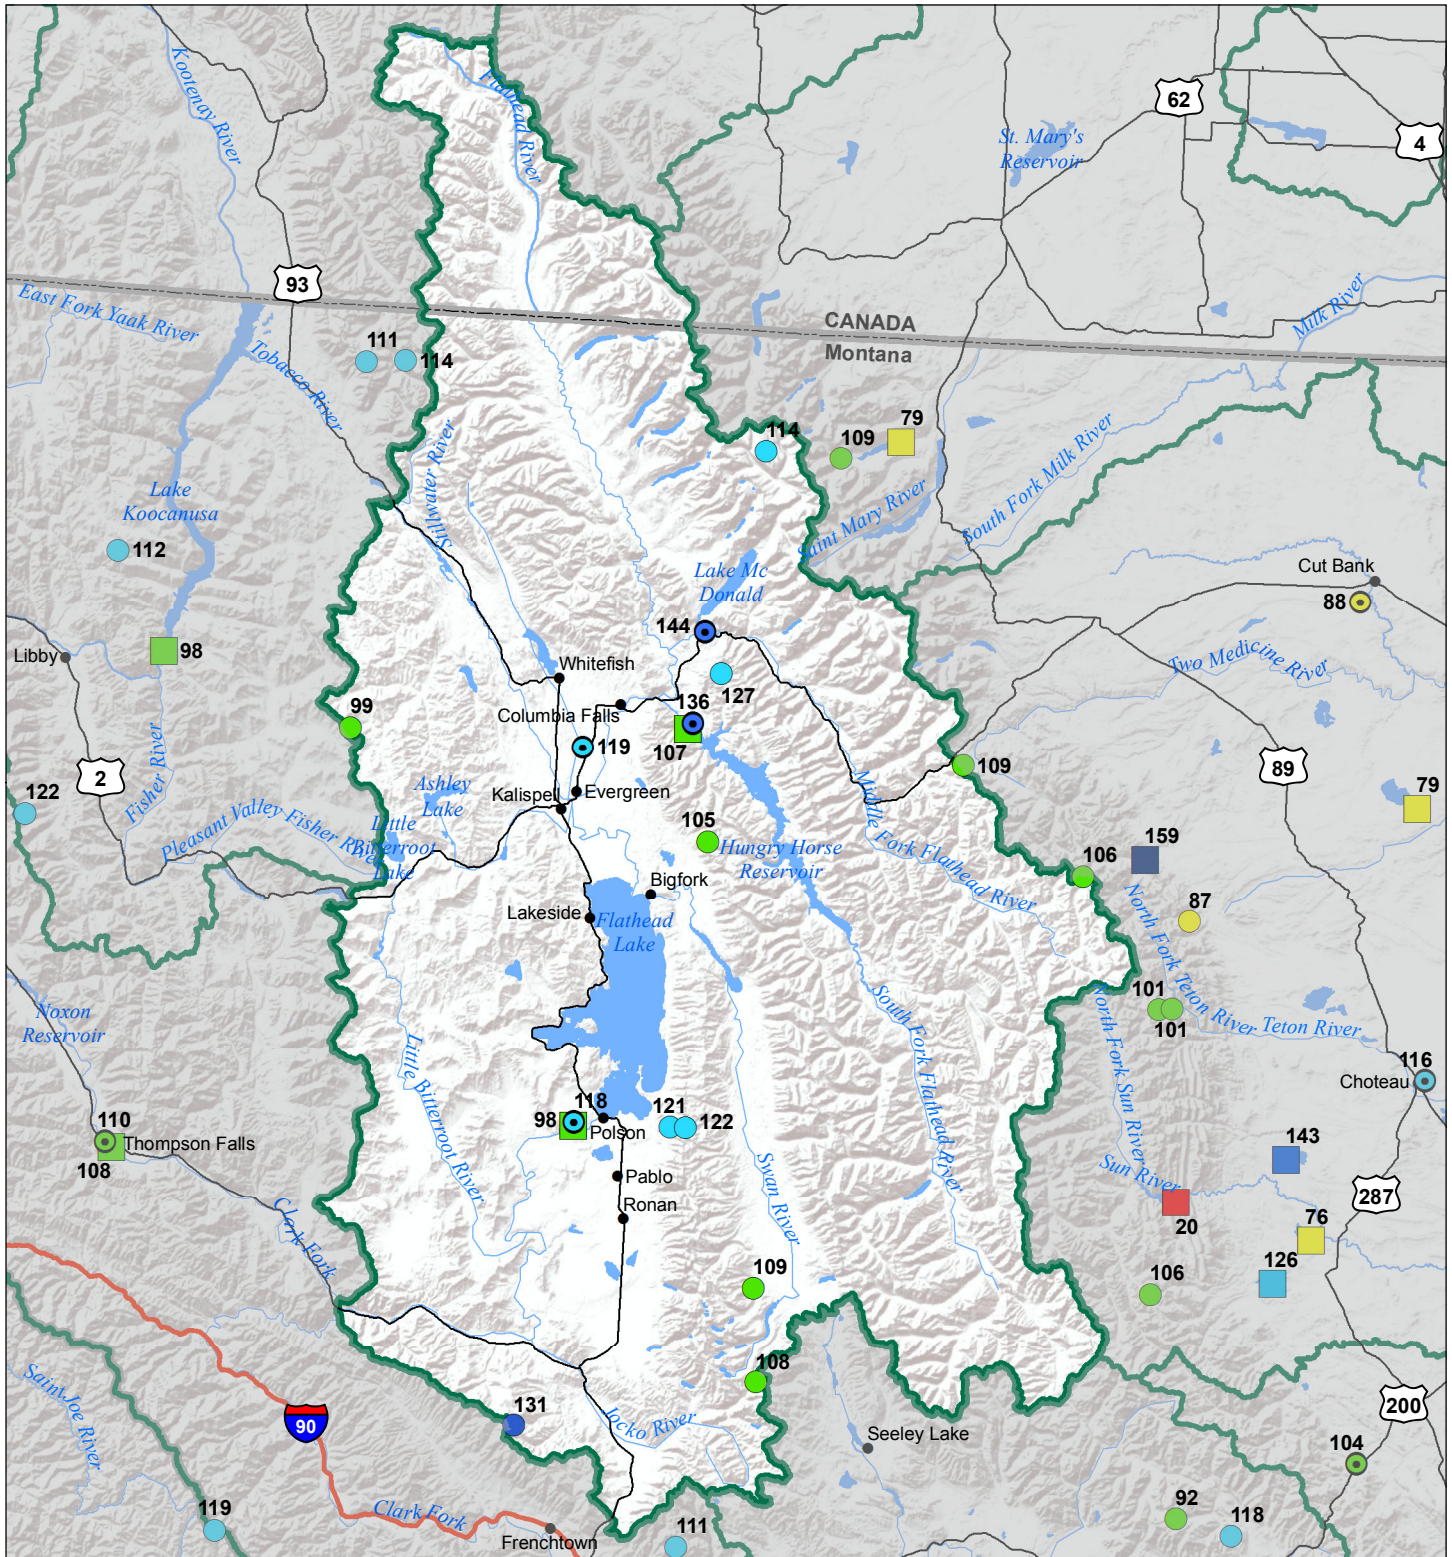 Kootenay River
Flathead River
62
4
St. Mary's
Reservoir
93
East Fork Yaak River
Tobacco River
CANADA
Montana
Milk River
111
114
Stillwater River
114
109
79
South Fork Milk River
Saint Mary River
Lake
Koocanusa
112
Lake Mc
Donald
Cut Bank
88
144
Libby
98
Whitefish
127
Two Medicine River
99
Columbia Falls
136
107
119
109
89
2
Fisher River
122
Ashley
Lake
Kalispell
Evergreen
79
Pleasant Valley Fisher River
Little
Bitterroot
Lake
105
Hungry Horse
Reservoir
Middle Fork Flathead River
159
106
Bigfork
87
Lakeside
Flathead
Lake
North Fork Teton River
Noxon
Reservoir
101
101
Teton River
South Fork Flathead River
North Fork Sun River
Little Bitterroot River
116
Choteau
118
98
Polson
121
122
110
Thompson Falls
108
143
Pablo
Swan River
Sun River
287
Ronan
20
76
Clark Fork
109
106
126
108
Saint Joe River
131
90
Jocko River
200
Seeley Lake
104
119
Clark Fork
92
118
Frenchtown
111